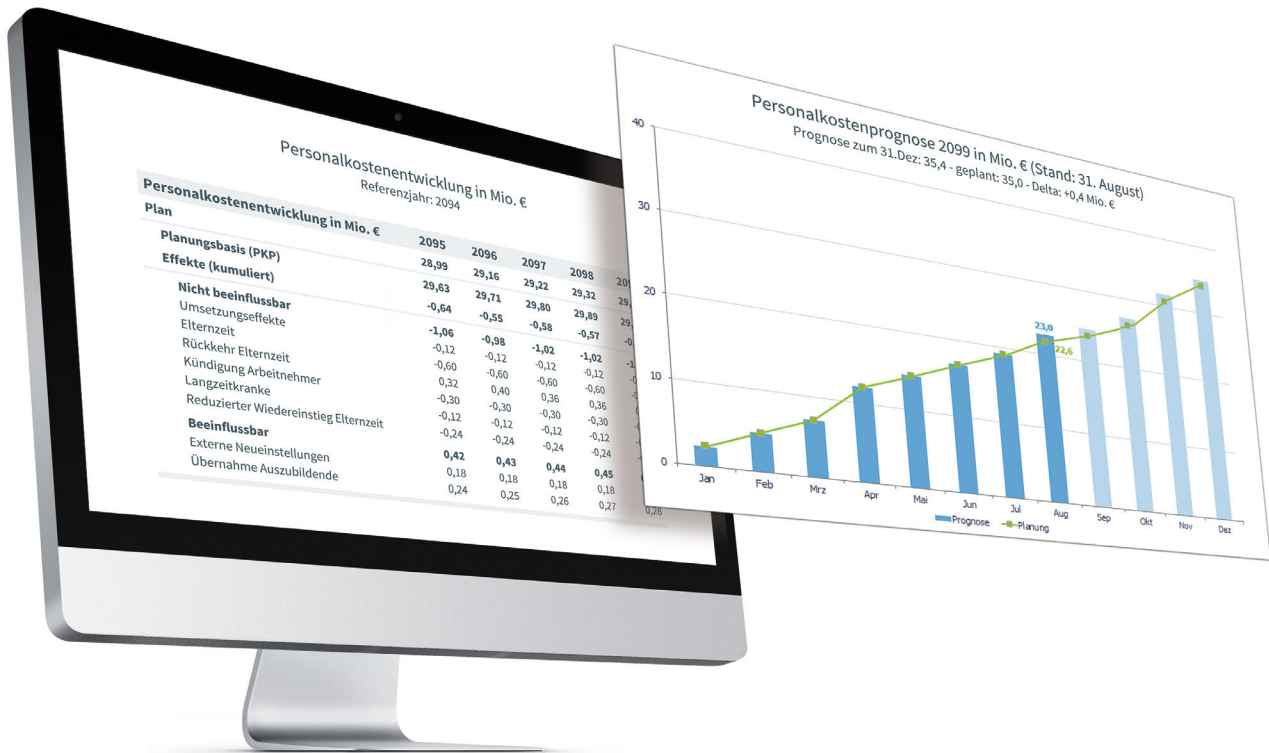 Personalkostenentwicklung in Mio. €
Referenzjahr: 2094
Personalkostenentwicklung in Mio. € 2095 2096 2097 2098
Plan 28,99 29,16 29,22 29,32
Planungsbasis (PKP) 29,63 29,71 29,80 29,89
Effekte (kumuliert) -0,64 -0,55 -0,58 -0,57
Nicht beeinflussbar -1,06 -0,98 -1,02 -1,02
Umsetzungseffekte -0,12 -0,12 -0,12 -0,12
Elternzeit -0,60 -0,60 -0,60 -0,60
Rückkehr Elternzeit 0,32 0,40 0,36 0,36
Kündigung Arbeitnehmer -0,30 -0,30 -0,30 -0,30
Langzeitkranke -0,12 -0,12 -0,12 -0,12
Reduzierter Wiedereinstieg Elternzeit -0,24 -0,24 -0,24 -0,24
Beeinflussbar 0,42 0,43 0,44 0,45
Externe Neueinstellungen 0,18 0,18 0,18 0,18
Übernahme Auszubildende 0,24 0,25 0,26 0,27 0,28
Personalkostenprognose 2099 in Mio. € (Stand: 31. August)
Prognose zum 31.Dez: 35,4 - geplant: 35,0 - Delta: +0,4 Mio. €
40
30
20
10
0
23,0
22,6
Jan Feb Mrz Apr Mai Jun Jul Aug Sep Okt Nov Dez
Prognose Planung